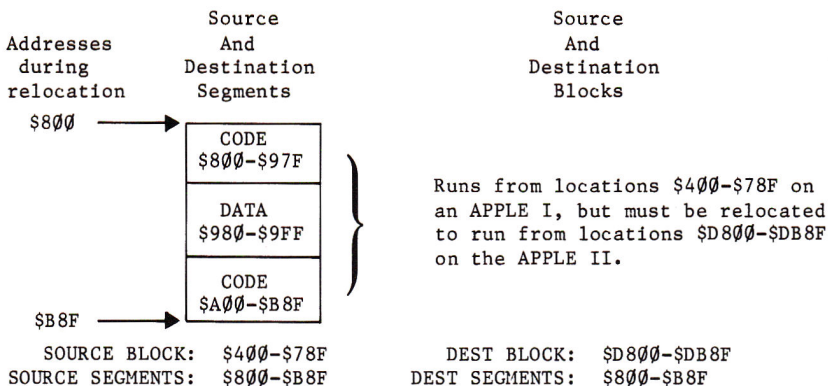 Source Source
Addresses And And
during Destination Destination
relocation Segments Blocks
$8ØØ
CODE
$8ØØ-$97F
DATA
$98Ø-$9FF
CODE
$AØØ-$B8F
$B8F
Runs from locations $4ØØ-$78F on
an APPLE I, but must be relocated
to run from locations $D8ØØ-$DB8F
on the APPLE II.
SOURCE BLOCK: $4ØØ-$78F DEST BLOCK: $D8ØØ-$DB8F
SOURCE SEGMENTS: $8ØØ-$B8F DEST SEGMENTS: $8ØØ-$B8F